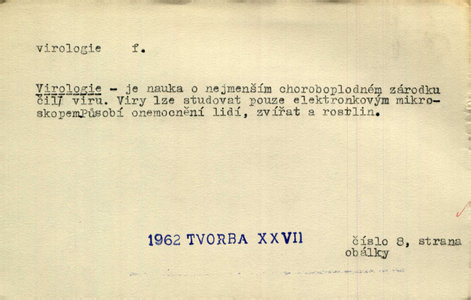 virologie f.
Virologie - je nauka o nejmenším choroboplodném zárodku
čili viru. Viry lze studovat pouze elektronkovým mikro-
skopem.Působí onemocnění lidí, zvířat a rostlin.
1962 TVORBA XXVII
číslo 8, strana
obálky